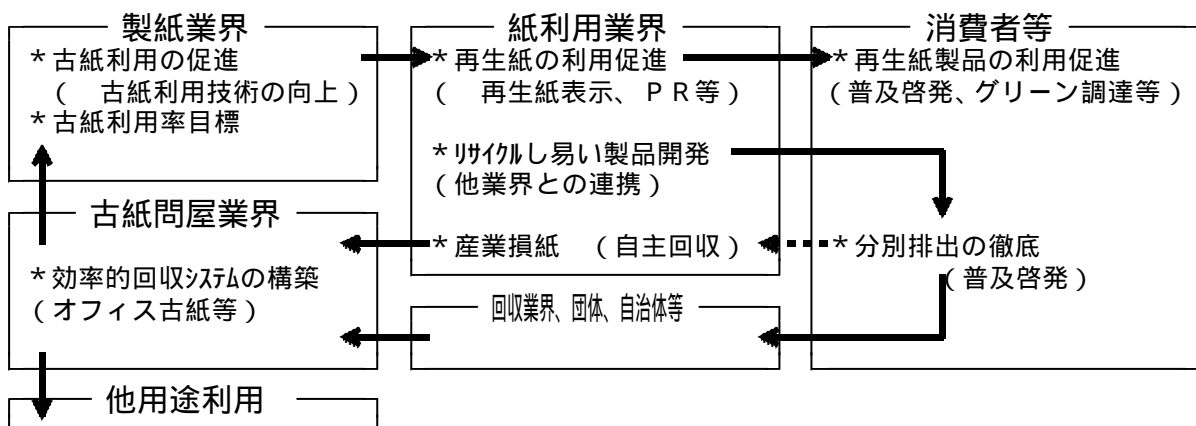 製紙業界
*古紙利用の促進
(　古紙利用技術の向上)
*古紙利用率目標
紙利用業界
*再生紙の利用促進
(　再生紙表示、ＰＲ等)
*ﾘｻｲｸﾙし易い製品開発
(他業界との連携)
*産業損紙　(自主回収)
消費者等
*再生紙製品の利用促進
(普及啓発、グリーン調達等)
*分別排出の徹底
(普及啓発)
古紙問屋業界
*効率的回収ｼｽﾃﾑの構築
(オフィス古紙等)
回収業界、団体、自治体等
他用途利用